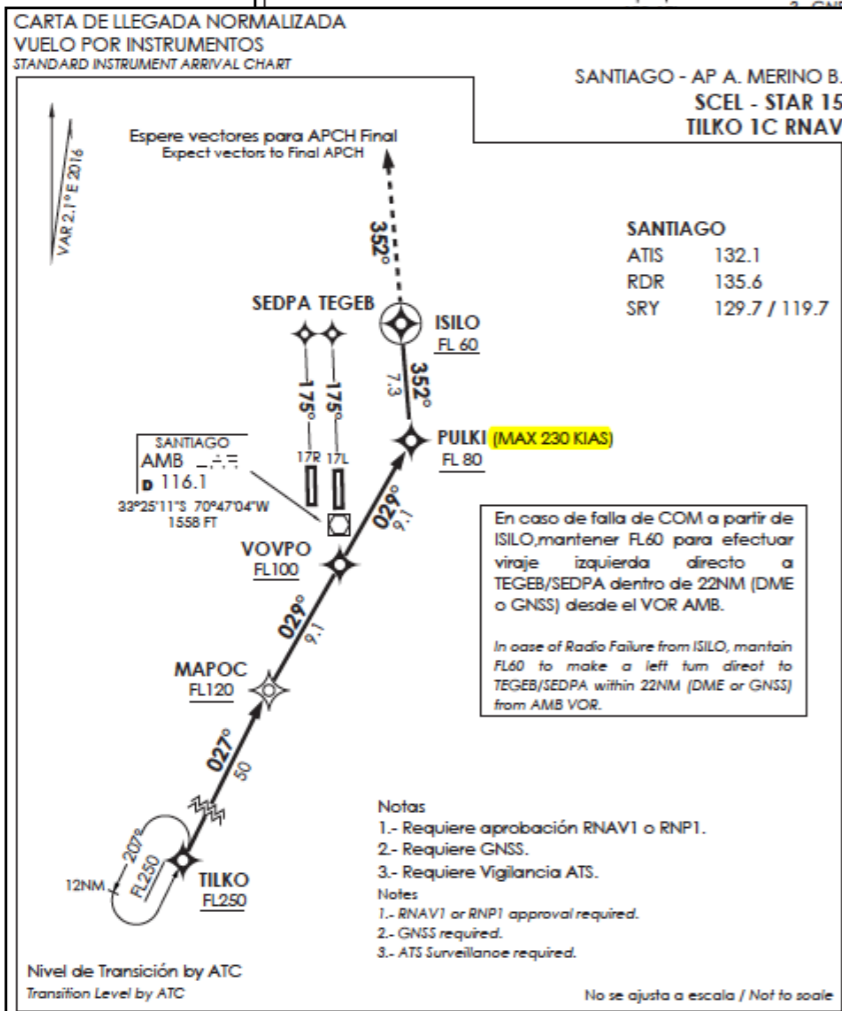 CARTA DE LLEGADA NORMALIZADA
VUELO POR INSTRUMENTOS
STANDARD INSTRUMENT ARRIVAL CHART
SANTIAGO - AP A. MERINO B.
SCEL - STAR 15
TILKO 1C RNAV
VAR 2.1° E 2016
Espere vectores para APCH Final
Expect vectors to Final APCH
352°
SANTIAGO
ATIS 132.1
RDR 135.6
SRY 129.7 / 119.7
SEDPA TEGEB
ISILO
FL 60
175°
175°
7.3
352°
17R 17L
PULKI (MAX 230 KIAS)
FL 80
SANTIAGO
AMB
D 116.1
33°25'11"S 70°47'04"W
1558 FT
029°
9.1
VOVPO
FL100
029°
9.1
En caso de falla de COM a partir de
ISILO,mantener FL60 para efectuar
viraje izquierda directo a
TEGEB/SEDPA dentro de 22NM (DME
o GNSS) desde el VOR AMB.
In case of Radio Failure from ISILO, mantain
FL60 to make a left turn direct to
TEGEB/SEDPA within 22NM (DME or GNSS)
from AMB VOR.
MAPOC
FL120
027°
50
207°
FL250
12NM
TILKO
FL250
Notas
1.- Requiere aprobación RNAV1 o RNP1.
2.- Requiere GNSS.
3.- Requiere Vigilancia ATS.
Notes
1.- RNAV1 or RNP1 approval required.
2.- GNSS required.
3.- ATS Surveillance required.
Nivel de Transición by ATC
Transition Level by ATC
No se ajusta a escala / Not to scale